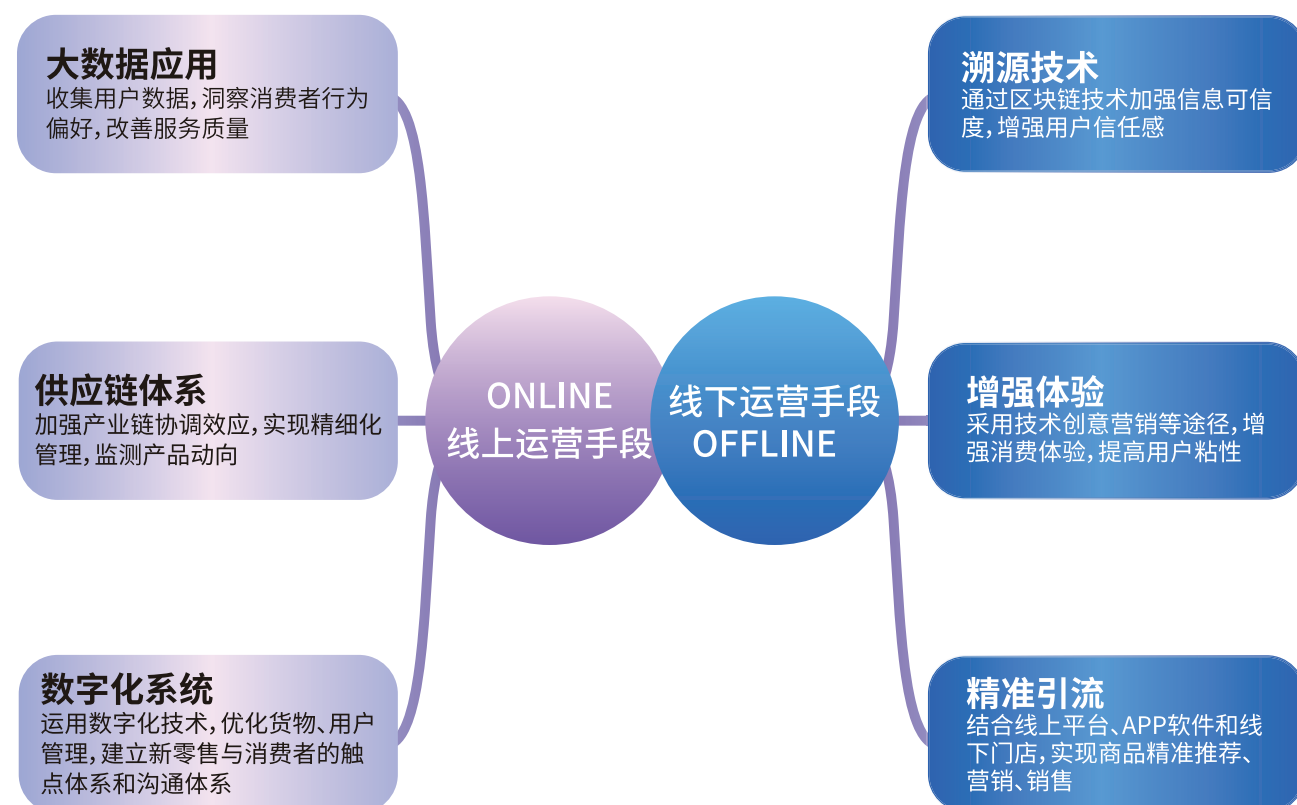 大数据应用
收集用户数据,洞察消费者行为
偏好,改善服务质量
供应链体系
加强产业链协调效应,实现精细化
管理,监测产品动向
数字化系统
运用数字化技术,优化货物、用户
管理,建立新零售与消费者的触
点体系和沟通体系
ONLINE
线上运营手段
线下运营手段
OFFLINE
溯源技术
通过区块链技术加强信息可信
度,增强用户信任感
增强体验
采用技术创意营销等途径,增
强消费体验,提高用户粘性
精准引流
结合线上平台、APP软件和线
下门店,实现商品精准推荐、
营销、销售